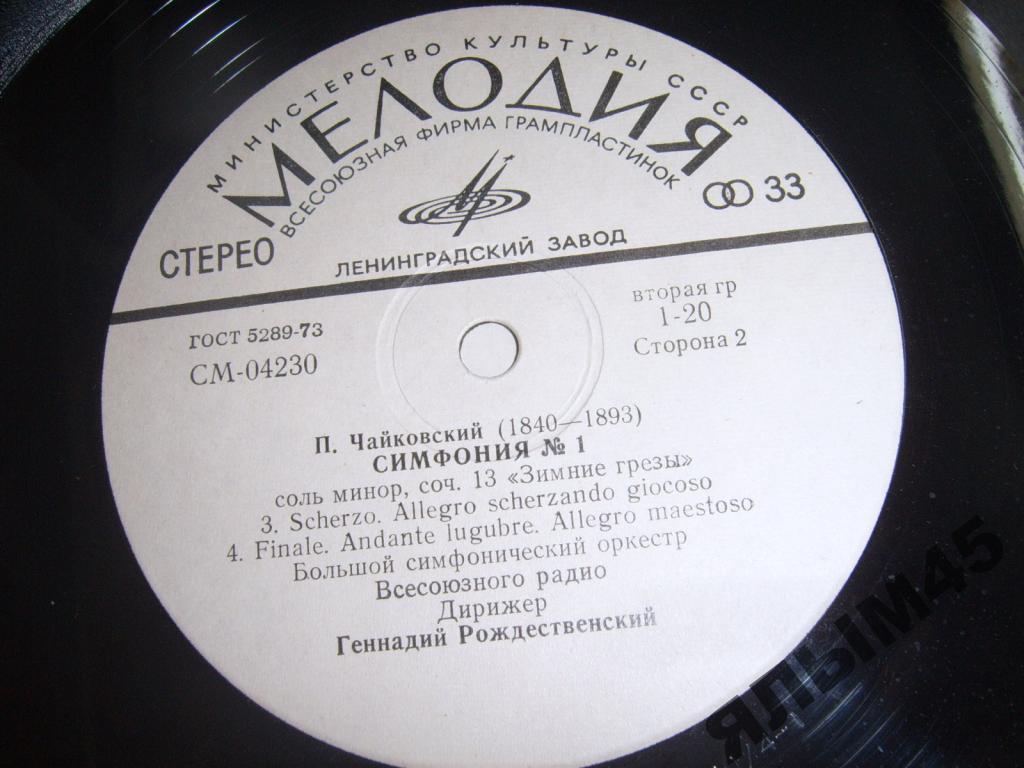 МИНИСТЕРСТВО КУЛЬТУРЫ СССР
МЕЛОДИЯ
ВСЕСОЮЗНАЯ ФИРМА ГРАМПЛАСТИНОК
СТЕРЕО
33
ЛЕНИНГРАДСКИЙ ЗАВОД
ГОСТ 5289-73
СМ-04230
вторая гр
1-20
Сторона 2
П. Чайковский (1840—1893)
СИМФОНИЯ № 1
соль минор, соч. 13 «Зимние грезы»
3. Scherzo. Allegro scherzando giocoso
4. Finale. Andante lugubre. Allegro maestoso
Большой симфонический оркестр
Всесоюзного радио
Дирижер
Геннадий Рождественский
ЯЛЫМ45